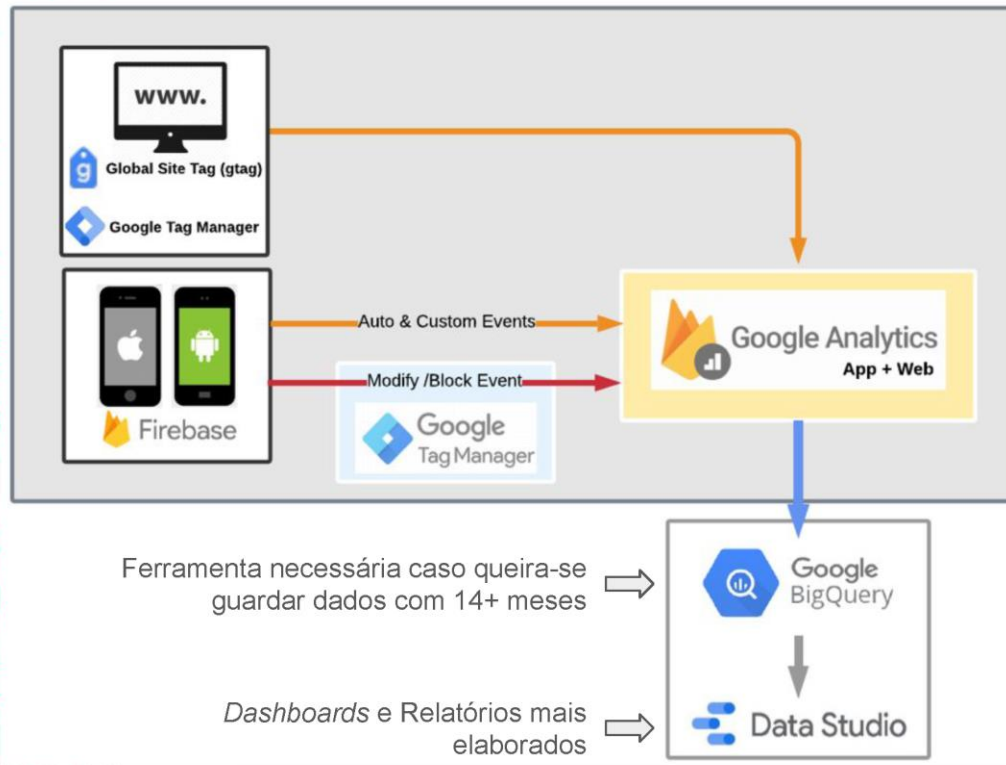 www.
g
Global Site Tag (gtag)
Google Tag Manager
Auto & Custom Events
Modify /Block Event
Google
Tag Manager
Firebase
Google Analytics
App + Web
Ferramenta necessária caso queira-se
guardar dados com 14+ meses
Google
BigQuery
Dashboards e Relatórios mais
elaborados
Data Studio